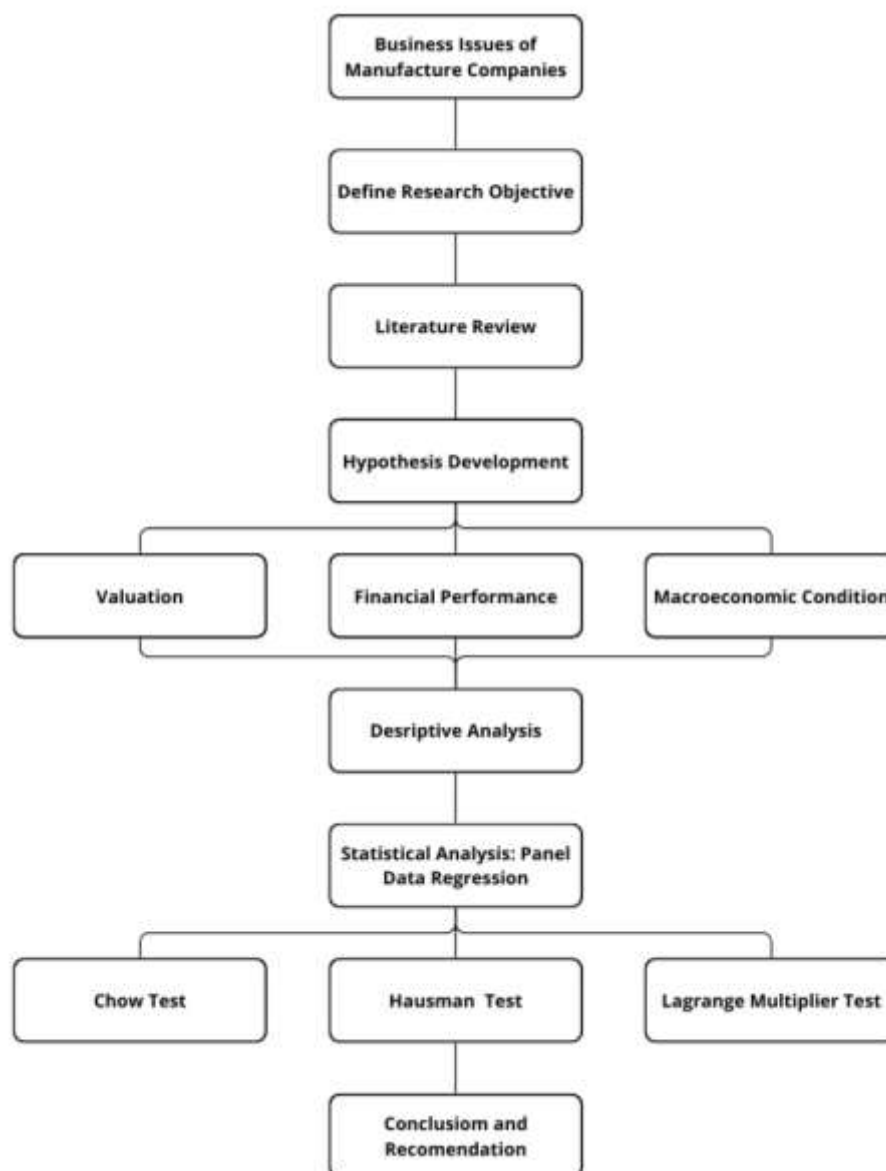 Business Issues of
Manufacture Companies
Define Research Objective
Literature Review
Hypothesis Development
Valuation
Financial Performance
Macroeconomic Condition
Desriptive Analysis
Statistical Analysis: Panel
Data Regression
Chow Test
Hausman Test
Lagrange Multiplier Test
Conclusiom and
Recomendation